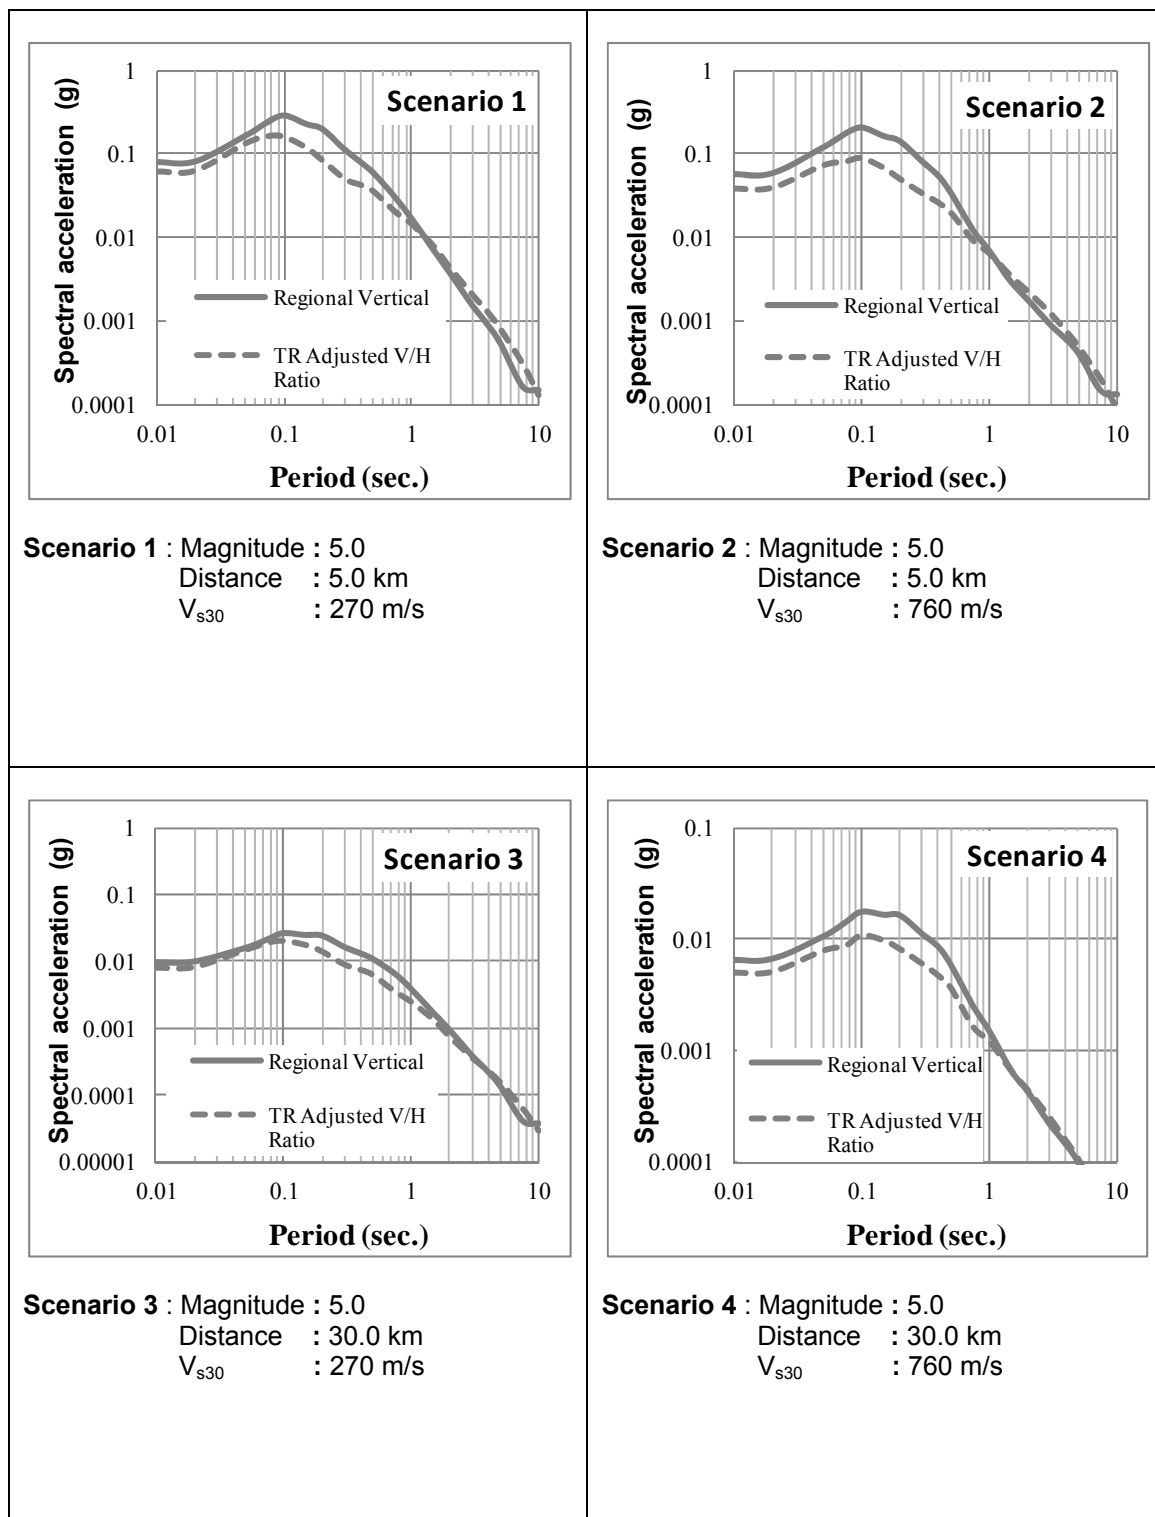 Spectral acceleration (g)
1
0.1
0.01
0.001
0.0001
Scenario 1
Regional Vertical
TR Adjusted V/H
Ratio
0.01
0.1
1
10
Period (sec.)
Scenario 1 : Magnitude : 5.0
Distance : 5.0 km
Vs30 : 270 m/s
Spectral acceleration (g)
1
0.1
0.01
0.001
0.0001
Scenario 2
Regional Vertical
TR Adjusted V/H
Ratio
0.01
0.1
1
10
Period (sec.)
Scenario 2 : Magnitude : 5.0
Distance : 5.0 km
Vs30 : 760 m/s
Spectral acceleration (g)
1
0.1
0.01
0.001
0.0001
0.00001
Scenario 3
Regional Vertical
TR Adjusted V/H
Ratio
0.01
0.1
1
10
Period (sec.)
Scenario 3 : Magnitude : 5.0
Distance : 30.0 km
Vs30 : 270 m/s
Spectral acceleration (g)
0.1
0.01
0.001
0.0001
Scenario 4
Regional Vertical
TR Adjusted V/H
Ratio
0.01
0.1
1
10
Period (sec.)
Scenario 4 : Magnitude : 5.0
Distance : 30.0 km
Vs30 : 760 m/s